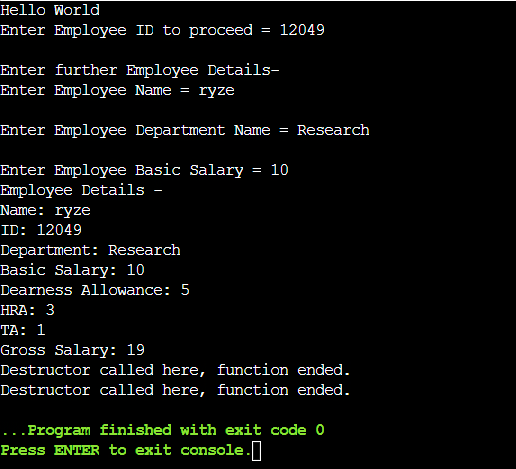 Hello World
Enter Employee ID to proceed = 12049
Enter further Employee Details-
Enter Employee Name = ryze
Enter Employee Department Name = Research
Enter Employee Basic Salary = 10
Employee Details -
Name: ryze
ID: 12049
Department: Research
Basic Salary: 10
Dearness Allowance: 5
HRA: 3
TA: 1
Gross Salary: 19
Destructor called here, function ended.
Destructor called here, function ended.
...Program finished with exit code 0
Press ENTER to exit console.